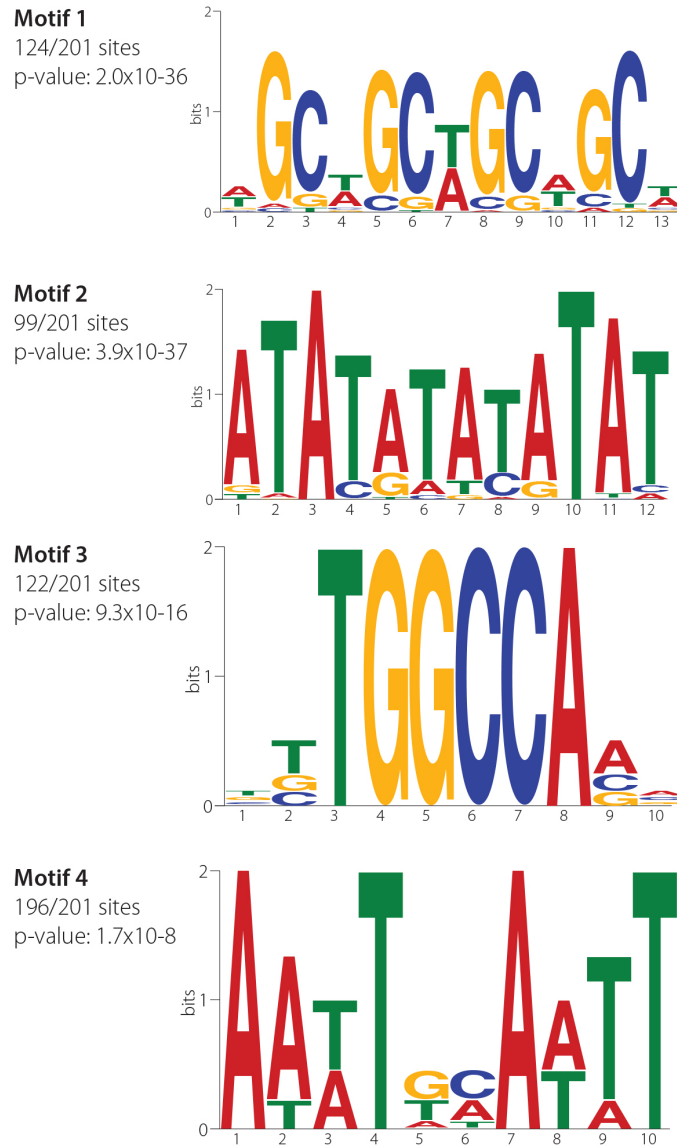 Motif 1
124/201 sites
p-value: 2.0x10-36
2
1
0
bits
1 2 3 4 5 6 7 8 9 10 11 12 13
Motif 2
99/201 sites
p-value: 3.9x10-37
2
1
0
bits
1 2 3 4 5 6 7 8 9 10 11 12
Motif 3
122/201 sites
p-value: 9.3x10-16
2
1
0
bits
TGGCCA
1 2 3 4 5 6 7 8 9 10
Motif 4
196/201 sites
p-value: 1.7x10-8
2
1
0
bits
1 2 3 4 5 6 7 8 9 10